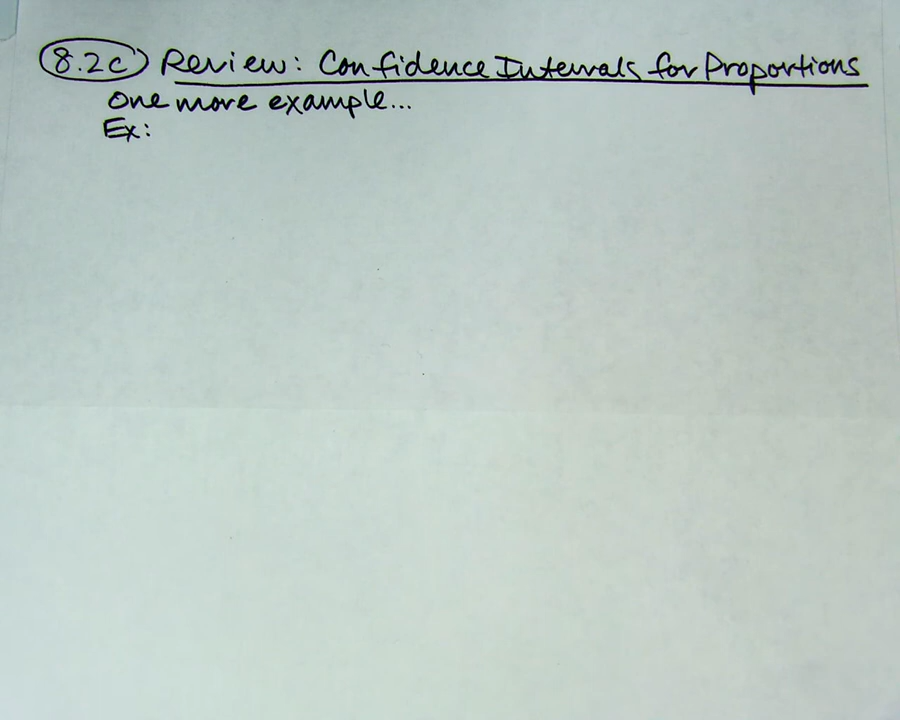 8.2c Review: Confidence Intervals for Proportions
One more example...
Ex: